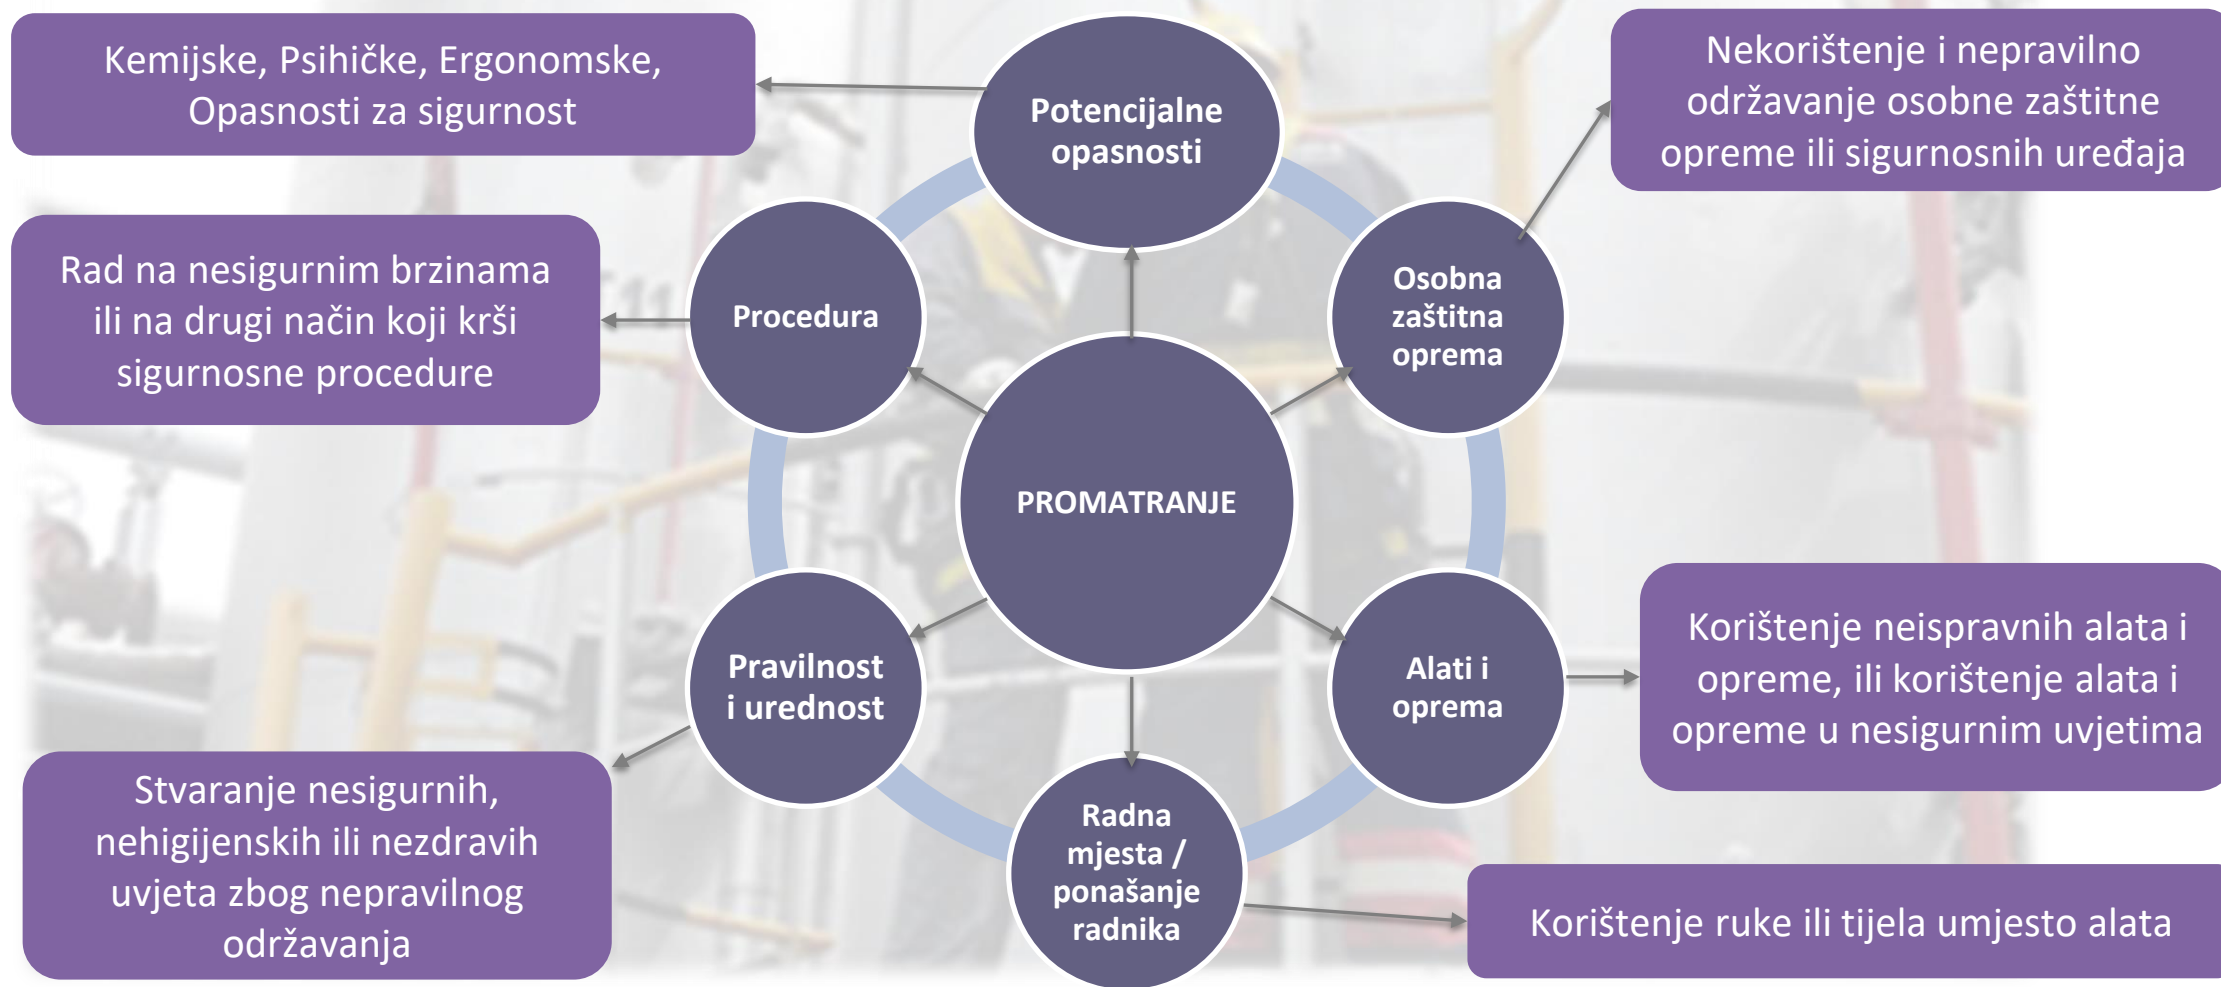 Kemijske, Psihičke, Ergonomske,
Opasnosti za sigurnost
Potencijalne
opasnosti
Nekorištenje i nepravilno
održavanje osobne zaštitne
opreme ili sigurnosnih uređaja
Rad na nesigurnim brzinama
ili na drugi način koji krši
sigurnosne procedure
Procedura
Osobna
zaštitna
oprema
PROMATRANJE
Pravilnost
i urednost
Alati i
oprema
Korištenje neispravnih alata i
opreme, ili korištenje alata i
opreme u nesigurnim uvjetima
Stvaranje nesigurnih,
nehigijenskih ili nezdravih
uvjeta zbog nepravilnog
održavanja
Radna
mjesta /
ponašanje
radnika
Korištenje ruke ili tijela umjesto alata